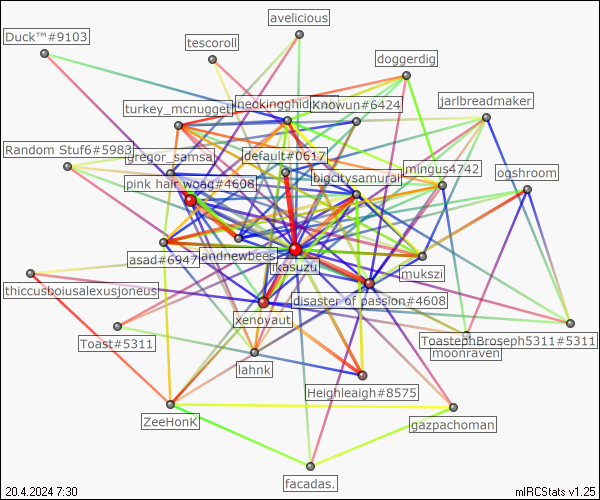 avelicious
Duck™#9103
tescoroll
doggerdig
Knowun#6424
jarlbreadmaker
turkey_mcnugget
Random Stuf6#5983
gregor_samsa
default#0617
mingus4742
ogshroom
pink hair woag#4608
bigcitysamurai
asad#6947
andnewbees
ikasuzu
mukszi
thiccusboiusalexusjoneus
disaster of passion#4608
xenoyaut
Toast#5311
ToastephBroseph5311#5311
moonraven
lahnk
Heighleaigh#8575
ZeeHonK
gazpachoman
facadas.
20.4.2024 7:30
mIRCStats v1.25